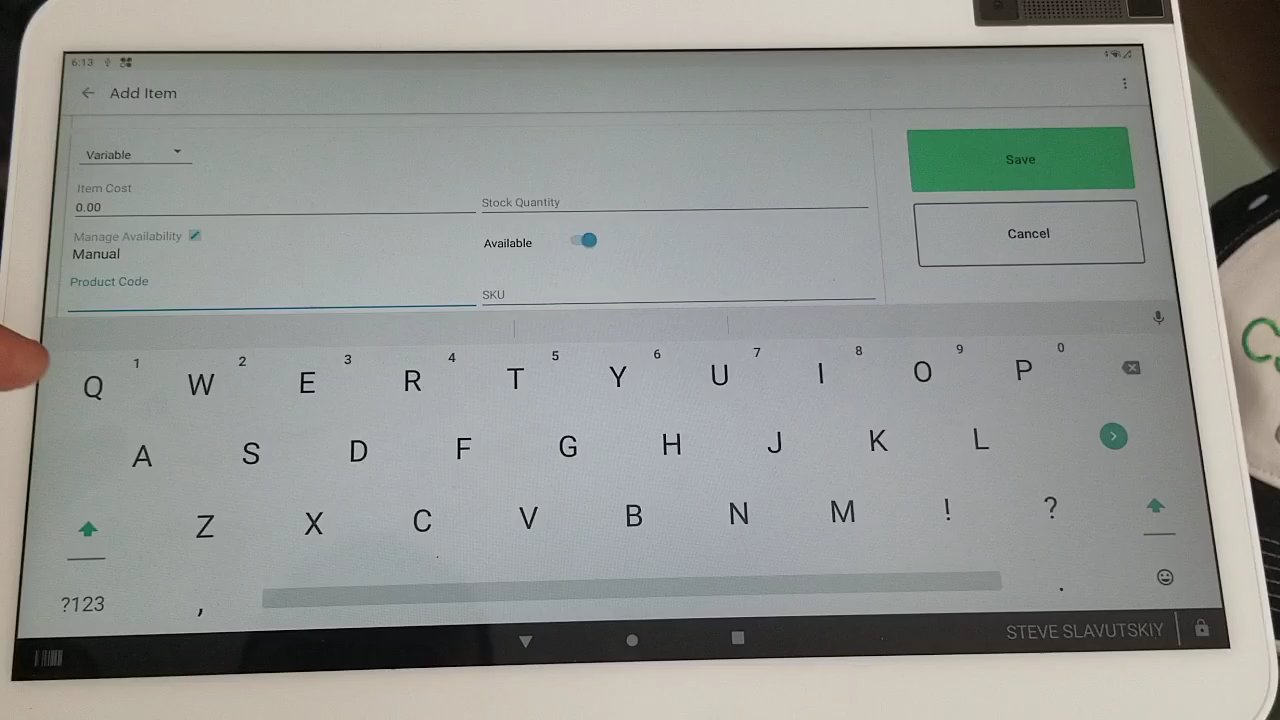 6:13
Add Item
Variable
Save
Item Cost
0.00
Stock Quantity
Cancel
Manage Availability
Manual
Available
Product Code
SKU
1 2 3 4 5 6 7 8 9 0
Q W E R T Y U I O P
A S D F G H J K L
Z X C V B N M ! ?
?123 , .
STEVE SLAVUTSKIY